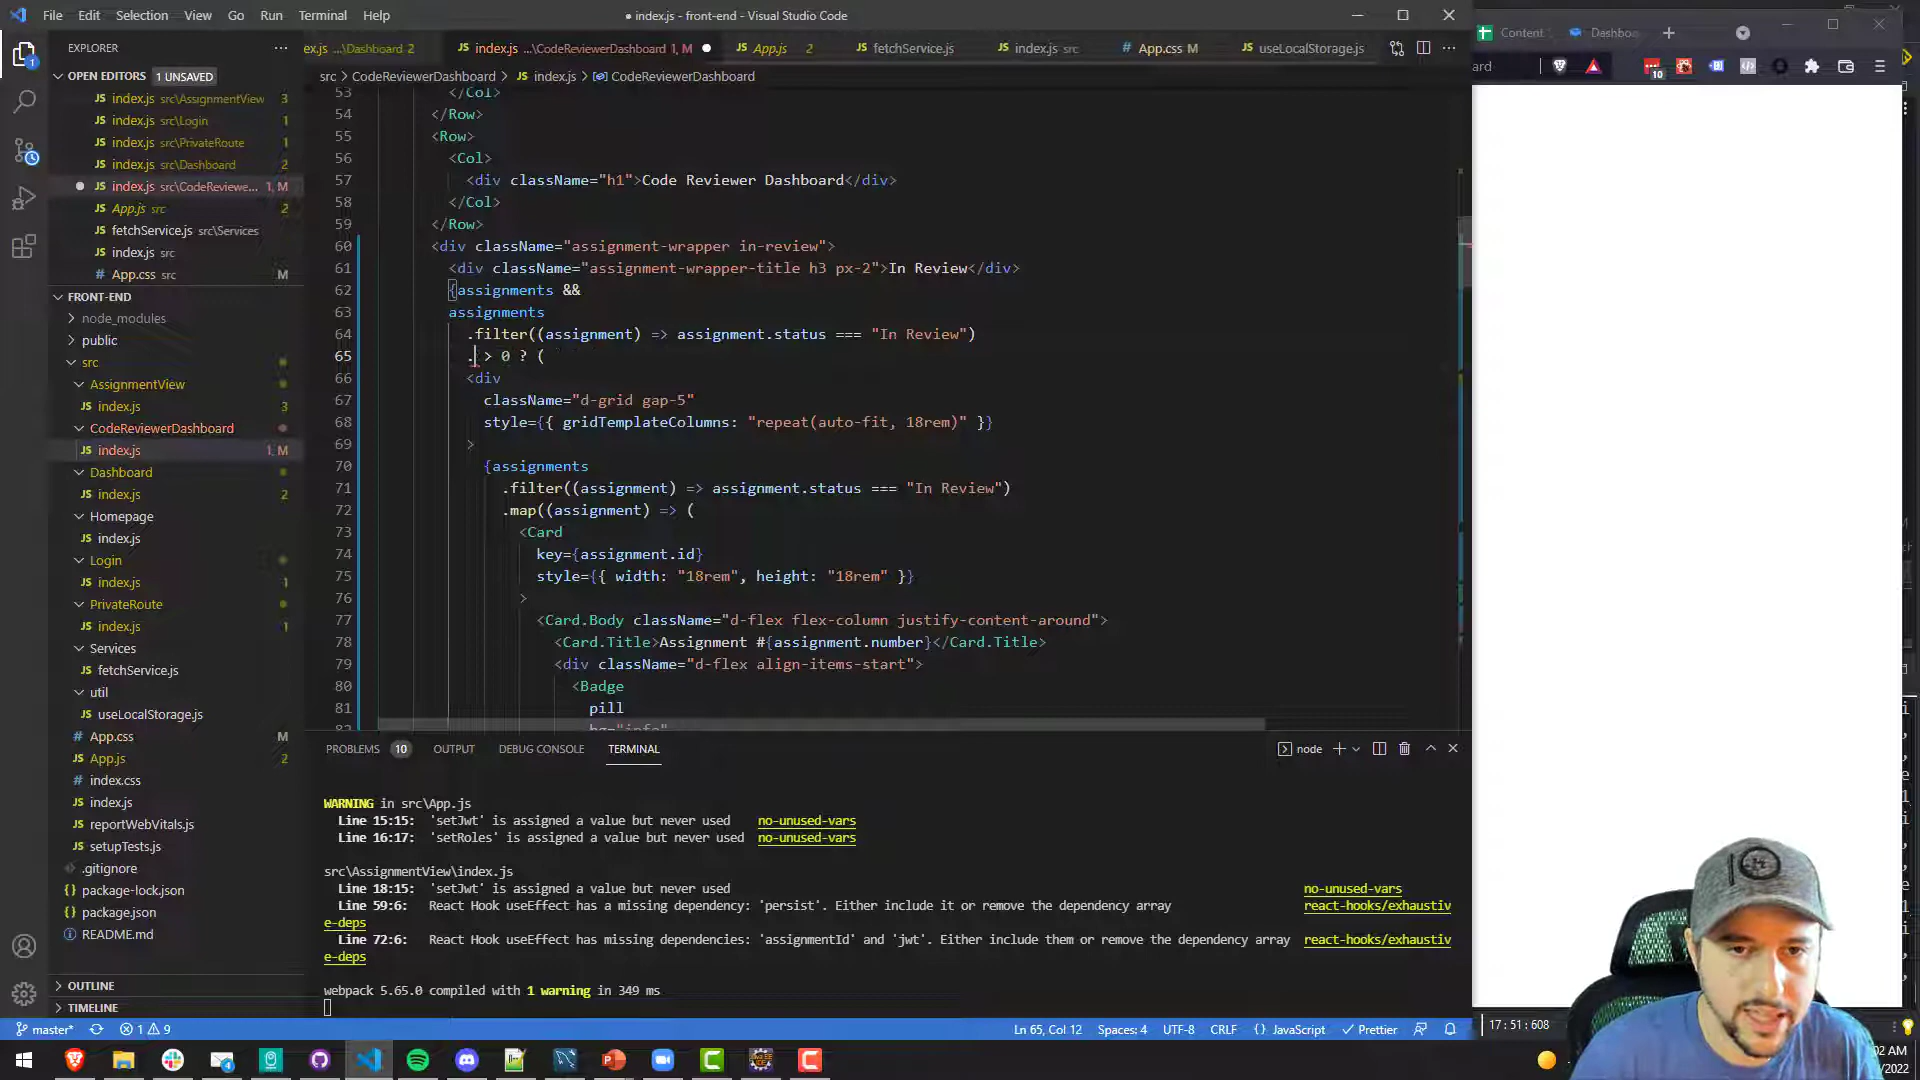 File Edit Selection View Go Run Terminal Help
● index.js - front-end - Visual Studio Code
EXPLORER
OPEN EDITORS 1 UNSAVED
index.js src\AssignmentView 3
index.js src\Login 1
index.js src\PrivateRoute 1
index.js src\Dashboard 2
index.js src\CodeReviewe... 1, M
App.js src 2
fetchService.js src\Services
index.js src
App.css src M
FRONT-END
node_modules
public
src
AssignmentView
index.js 3
CodeReviewerDashboard
index.js 1, M
Dashboard
index.js 2
Homepage
index.js
Login
index.js 1
PrivateRoute
index.js 1
Services
fetchService.js
util
useLocalStorage.js
App.css M
App.js 2
index.css
index.js
reportWebVitals.js
setupTests.js
.gitignore
package-lock.json
package.json
README.md
OUTLINE
TIMELINE
ex.js ...\Dashboard 2 index.js ...\CodeReviewerDashboard 1, M App.js 2 fetchService.js index.js src App.css M useLocalStorage.js
src > CodeReviewerDashboard > index.js > CodeReviewerDashboard
53 </Col>
54 </Row>
55 <Row>
56 <Col>
57 <div className="h1">Code Reviewer Dashboard</div>
58 </Col>
59 </Row>
60 <div className="assignment-wrapper in-review">
61 <div className="assignment-wrapper-title h3 px-2">In Review</div>
62 {assignments &&
63 assignments
64 .filter((assignment) => assignment.status === "In Review")
65 . > 0 ? (
66 <div
67 className="d-grid gap-5"
68 style={{ gridTemplateColumns: "repeat(auto-fit, 18rem)" }}
69 >
70 {assignments
71 .filter((assignment) => assignment.status === "In Review")
72 .map((assignment) => (
73 <Card
74 key={assignment.id}
75 style={{ width: "18rem", height: "18rem" }}
76 >
77 <Card.Body className="d-flex flex-column justify-content-around">
78 <Card.Title>Assignment #{assignment.number}</Card.Title>
79 <div className="d-flex align-items-start">
80 <Badge
81 pill
82 bg="info"
PROBLEMS 10 OUTPUT DEBUG CONSOLE TERMINAL node
WARNING in src\App.js
Line 15:15: 'setJwt' is assigned a value but never used no-unused-vars
Line 16:17: 'setRoles' is assigned a value but never used no-unused-vars
src\AssignmentView\index.js
Line 18:15: 'setJwt' is assigned a value but never used no-unused-vars
Line 59:6: React Hook useEffect has a missing dependency: 'persist'. Either include it or remove the dependency array react-hooks/exhaustiv
e-deps
Line 72:6: React Hook useEffect has missing dependencies: 'assignmentId' and 'jwt'. Either include them or remove the dependency array react-hooks/exhaustiv
e-deps
webpack 5.65.0 compiled with 1 warning in 349 ms
master* 1 9 Ln 65, Col 12 Spaces: 4 UTF-8 CRLF JavaScript Prettier
Content Dashbo
ard 10
17:51:608
02 AM
/2022